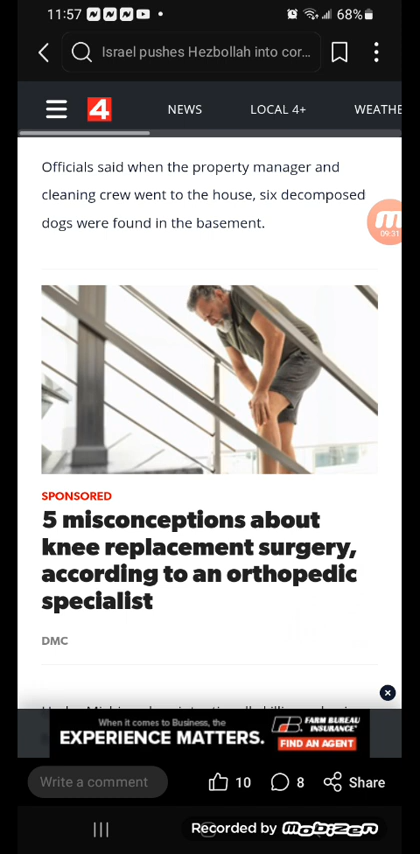 11:57
68%
Israel pushes Hezbollah into cor...
4
NEWS
LOCAL 4+
WEATHE
Officials said when the property manager and
cleaning crew went to the house, six decomposed
dogs were found in the basement.
09:31
SPONSORED
5 misconceptions about
knee replacement surgery,
according to an orthopedic
specialist
DMC
When it comes to Business, the
EXPERIENCE MATTERS.
FARM BUREAU
INSURANCE
FIND AN AGENT
Write a comment
10
8
Share
Recorded by mobizen